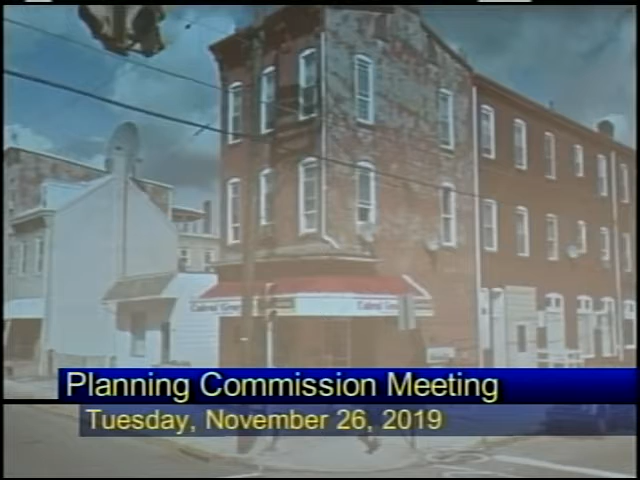 Planning Commission Meeting
Tuesday, November 26, 2019